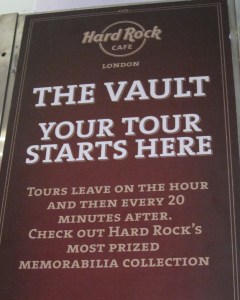 Hard Rock
CAFE
LONDON
THE VAULT
YOUR TOUR
STARTS HERE
TOURS LEAVE ON THE HOUR
AND THEN EVERY 20
MINUTES AFTER.
CHECK OUT HARD ROCK'S
MOST PRIZED
MEMORABILIA COLLECTION